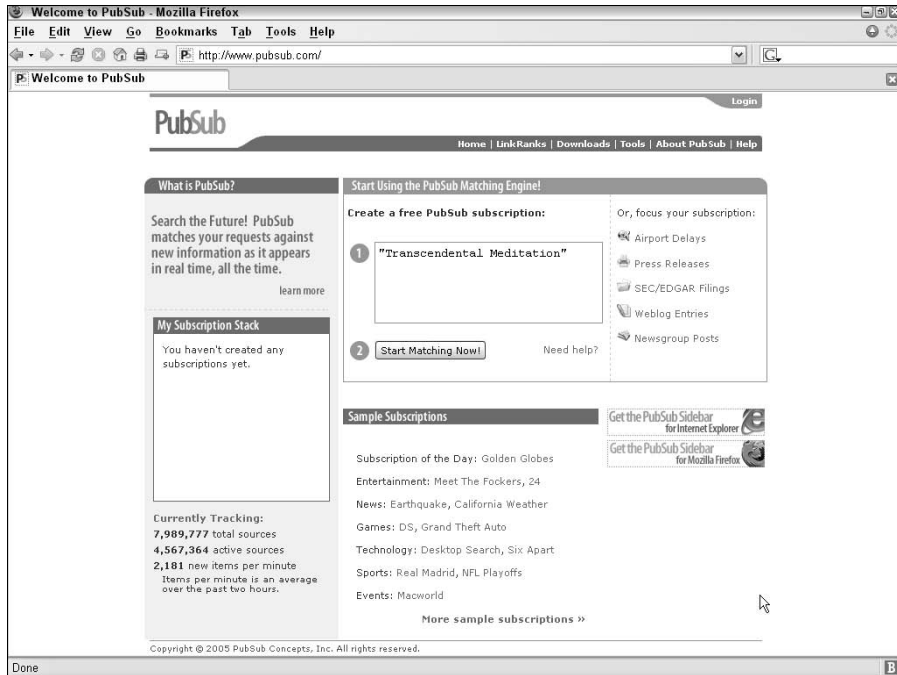 Welcome to PubSub - Mozilla Firefox
File Edit View Go Bookmarks Tab Tools Help
http://www.pubsub.com/
G
Welcome to PubSub
Login
PubSub
Home | LinkRanks | Downloads | Tools | About PubSub | Help
What is PubSub?
Search the Future! PubSub
matches your requests against
new information as it appears
in real time, all the time.
learn more
My Subscription Stack
You haven't created any
subscriptions yet.
Currently Tracking:
7,989,777 total sources
4,567,364 active sources
2,181 new items per minute
Items per minute is an average
over the past two hours.
Start Using the PubSub Matching Engine!
Create a free PubSub subscription:
1
"Transcendental Meditation"
2
Start Matching Now!
Need help?
Or, focus your subscription:
Airport Delays
Press Releases
SEC/EDGAR Filings
Weblog Entries
Newsgroup Posts
Sample Subscriptions
Subscription of the Day: Golden Globes
Entertainment: Meet The Fockers, 24
News: Earthquake, California Weather
Games: DS, Grand Theft Auto
Technology: Desktop Search, Six Apart
Sports: Real Madrid, NFL Playoffs
Events: Macworld
More sample subscriptions »
Get the PubSub Sidebar
for Internet Explorer
Get the PubSub Sidebar
for Mozilla Firefox
Copyright © 2005 PubSub Concepts, Inc. All rights reserved.
Done
B